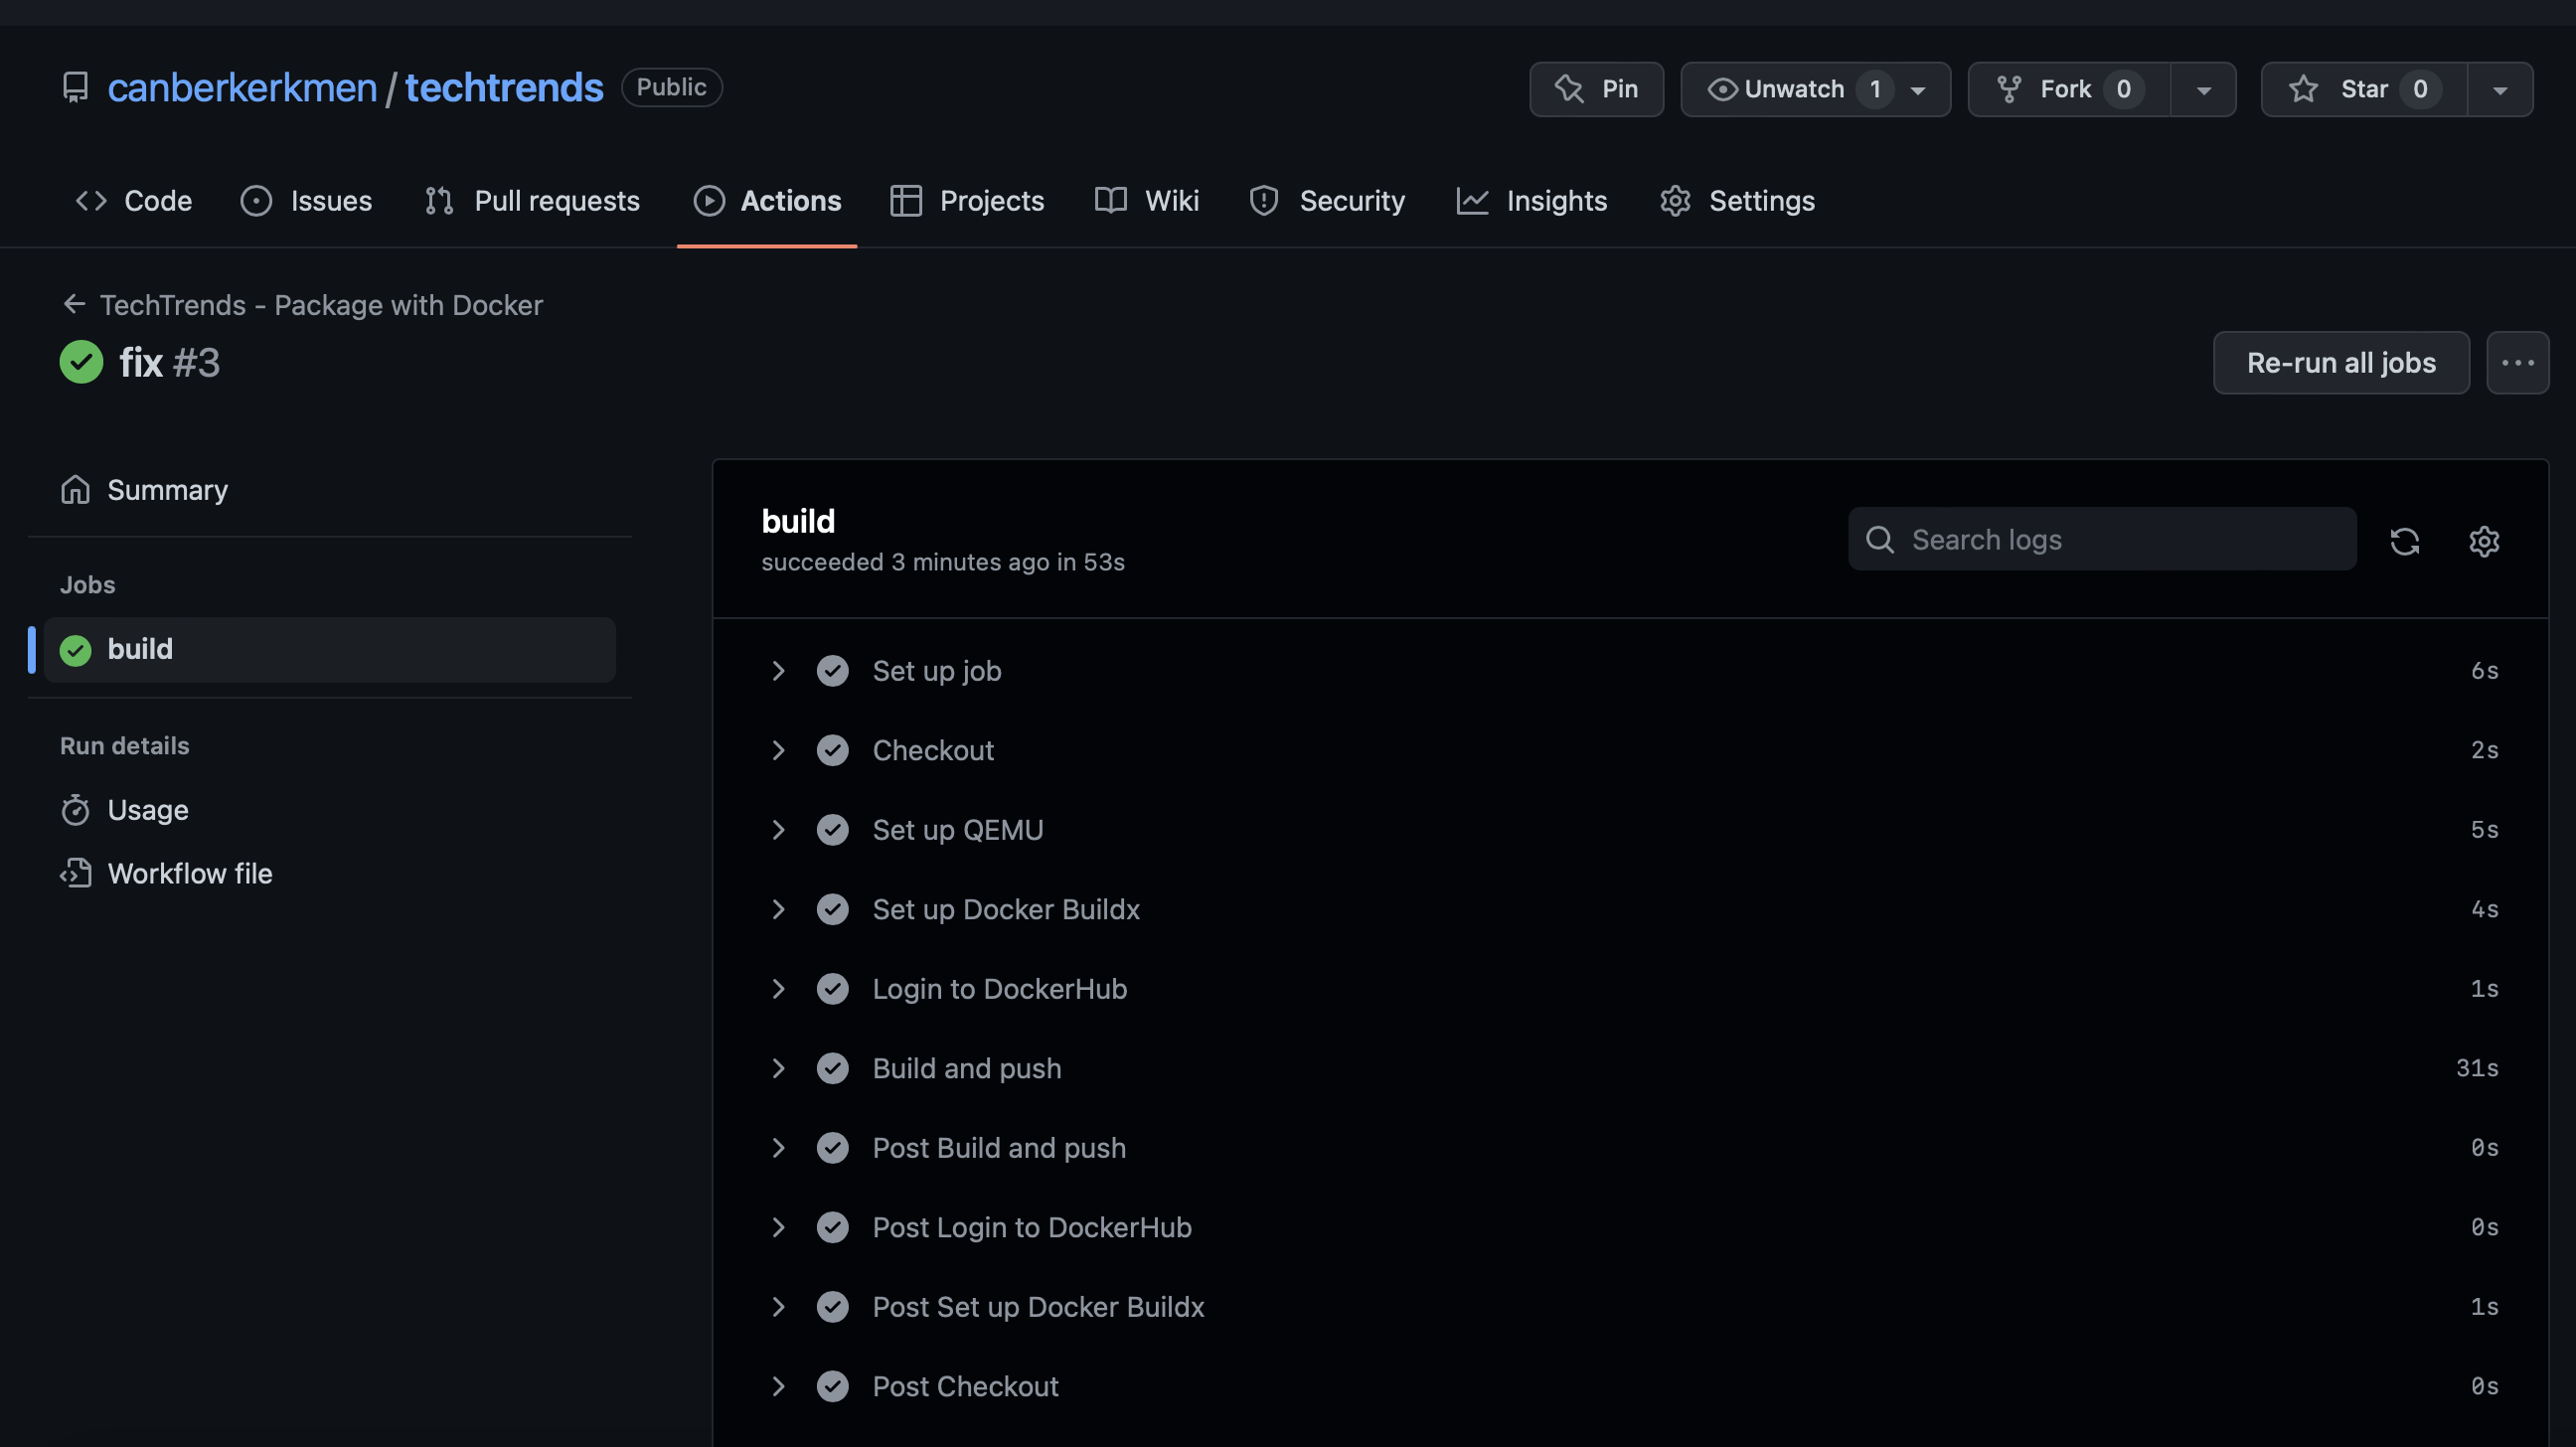 canberkerkmen / techtrends Public
Pin
Unwatch 1
Fork 0
Star 0
Code
Issues
Pull requests
Actions
Projects
Wiki
Security
Insights
Settings
TechTrends - Package with Docker
fix #3
Re-run all jobs
Summary
Jobs
build
Run details
Usage
Workflow file
build
succeeded 3 minutes ago in 53s
Search logs
Set up job 6s
Checkout 2s
Set up QEMU 5s
Set up Docker Buildx 4s
Login to DockerHub 1s
Build and push 31s
Post Build and push 0s
Post Login to DockerHub 0s
Post Set up Docker Buildx 1s
Post Checkout 0s